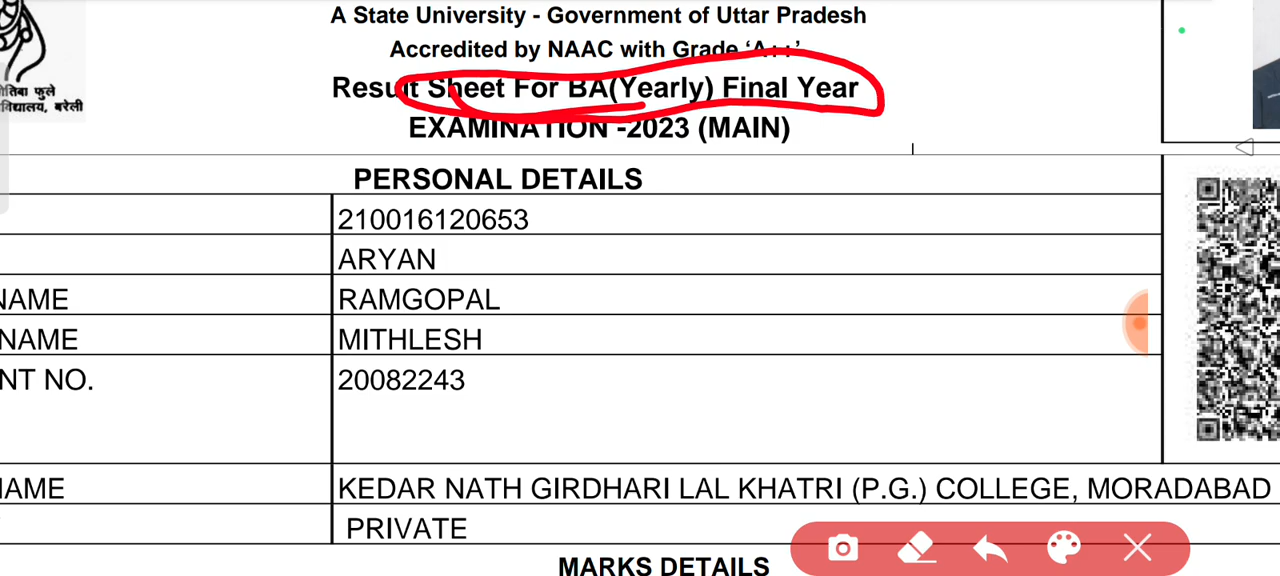 A State University - Government of Uttar Pradesh
Accredited by NAAC with Grade ‘A++’
Result Sheet For BA(Yearly) Final Year
फुले
बरेली
EXAMINATION -2023 (MAIN)
PERSONAL DETAILS
210016120653
ARYAN
NAME RAMGOPAL
NAME MITHLESH
NT NO. 20082243
AME KEDAR NATH GIRDHARI LAL KHATRI (P.G.) COLLEGE, MORADABAD
PRIVATE
MARKS DETAILS